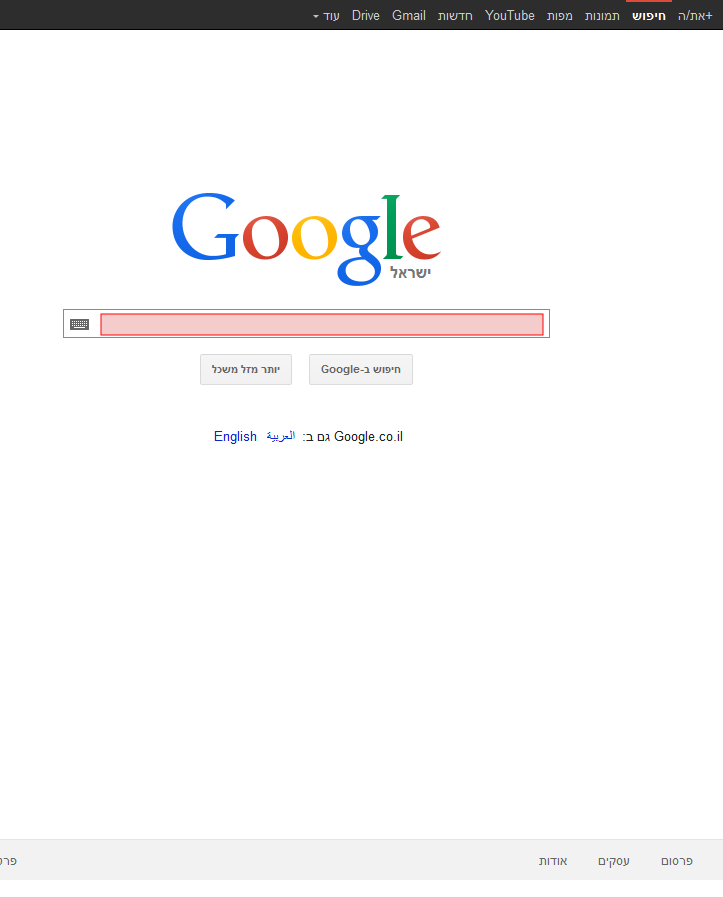 +את/ה חיפוש תמונות מפות YouTube חדשות Gmail Drive עוד
Google
ישראל
חיפוש ב-Google יותר מזל משכל
Google.co.il גם ב: العربية English
פרסום עסקים אודות